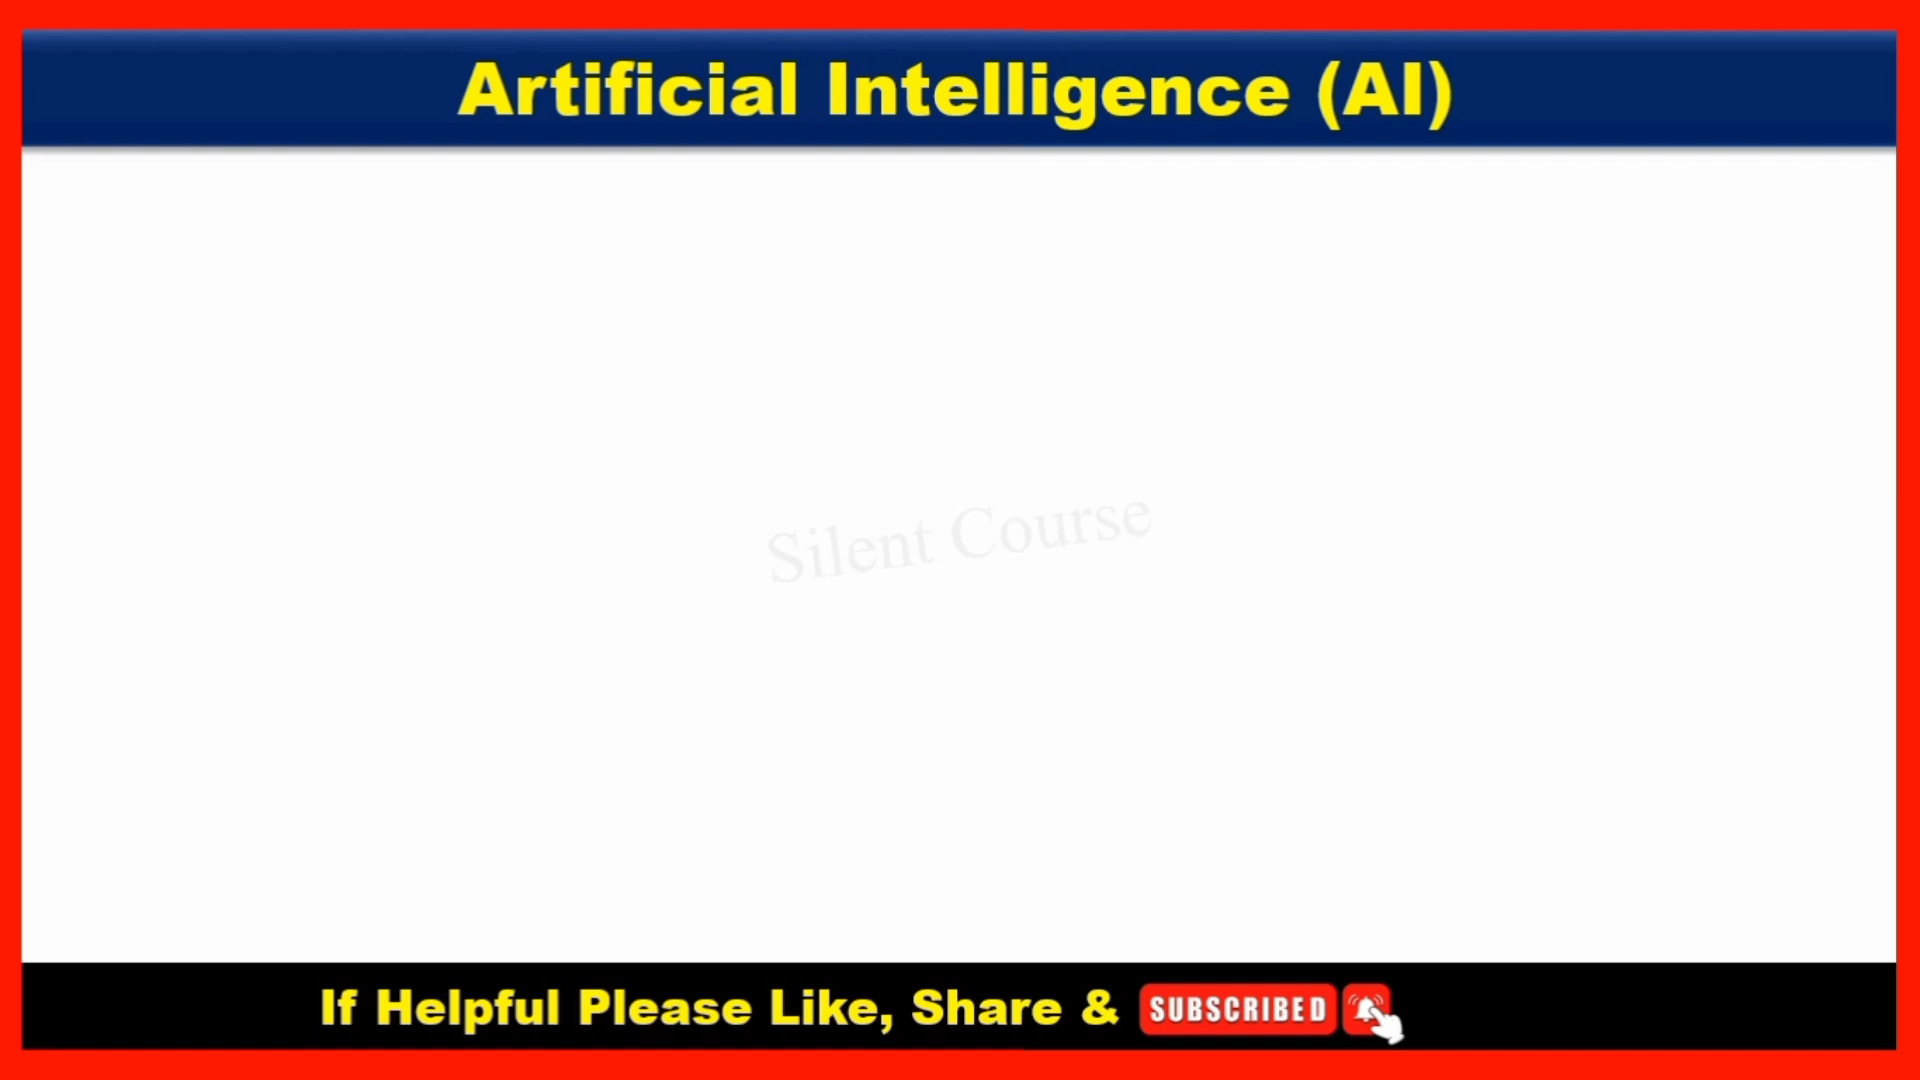 Artificial Intelligence (AI)
Silent Course
If Helpful Please Like, Share & SUBSCRIBED